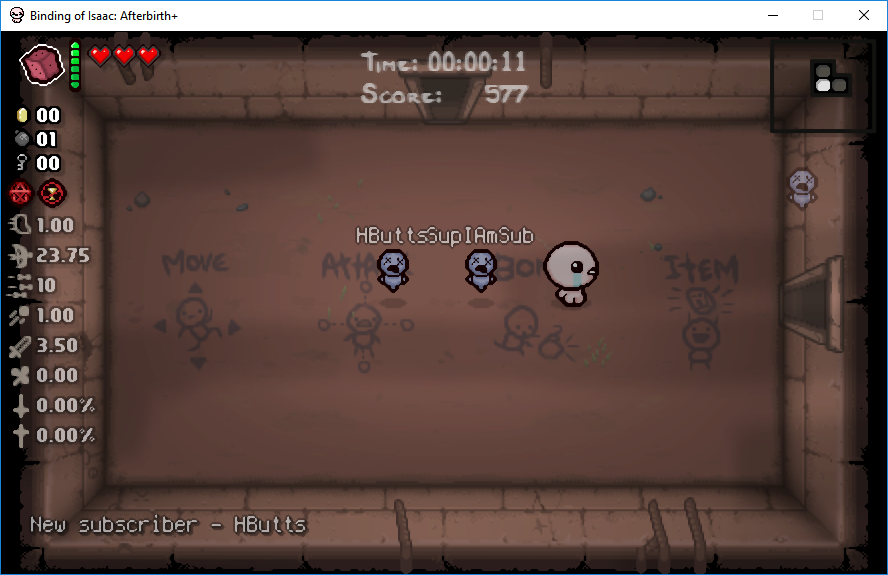 Binding of Isaac: Afterbirth+
Time: 00:00:11
Score: 577
00
01
00
1.00
23.75
10
1.00
3.50
0.00
0.00%
0.00%
HButtsSupIAmSub
MOVE
ITEM
New subscriber - HButts